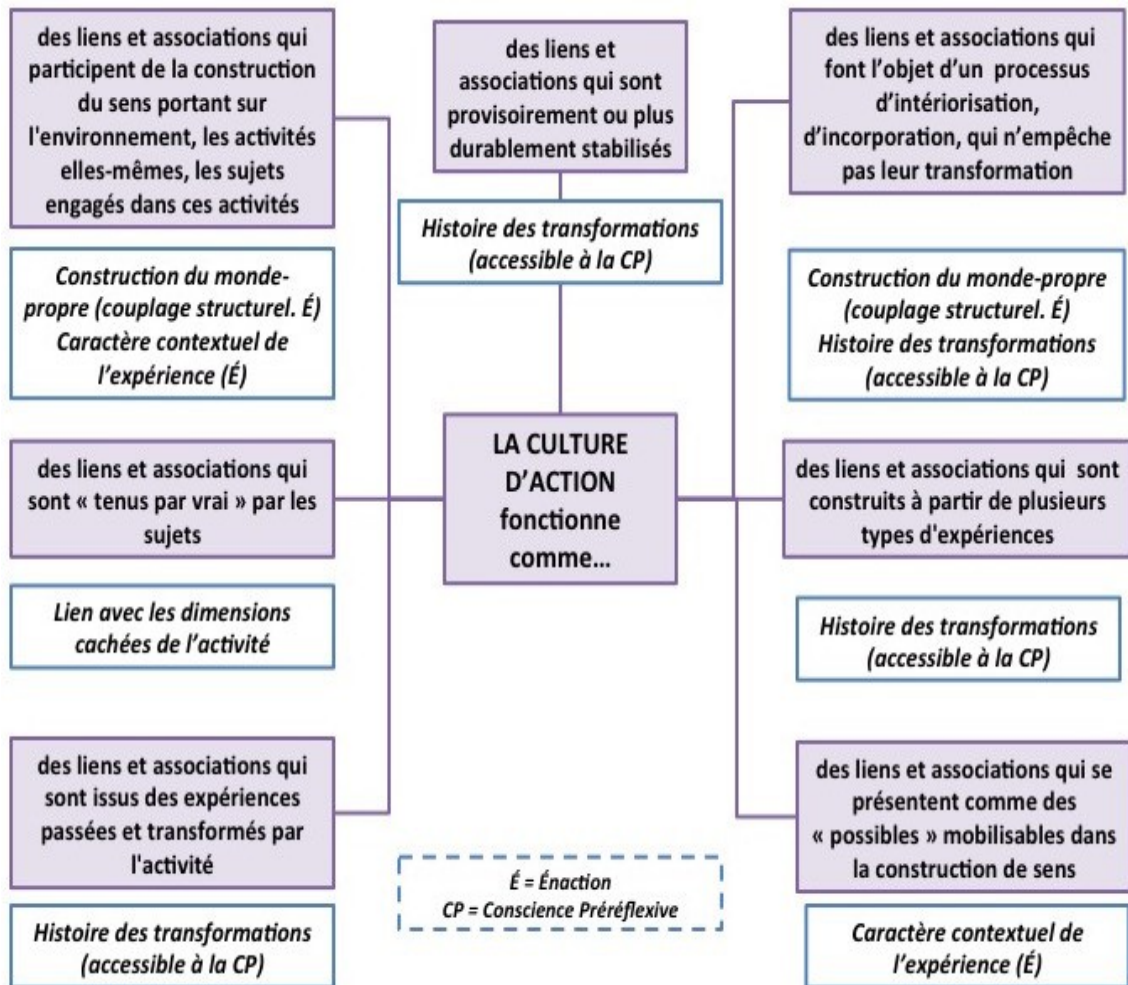 des liens et associations qui
participent de la construction
du sens portant sur
l'environnement, les activités
elles-mêmes, les sujets
engagés dans ces activités
Construction du monde-
propre (couplage structurel. É)
Caractère contextuel de
l'expérience (É)
des liens et
associations qui sont
provisoirement ou plus
durablement stabilisés
Histoire des transformations
(accessible à la CP)
des liens et associations qui
font l'objet d'un processus
d'intériorisation,
d'incorporation, qui n'empêche
pas leur transformation
Construction du monde-propre
(couplage structurel. É)
Histoire des transformations
(accessible à la CP)
des liens et associations qui
sont « tenus par vrai » par les
sujets
Lien avec les dimensions
cachées de l'activité
LA CULTURE
D'ACTION
fonctionne
comme...
des liens et associations qui sont
construits à partir de plusieurs
types d'expériences
Histoire des transformations
(accessible à la CP)
des liens et associations qui
sont issus des expériences
passées et transformés par
l'activité
Histoire des transformations
(accessible à la CP)
É = Énaction
CP = Conscience Préréflexive
des liens et associations qui se
présentent comme des
« possibles » mobilisables dans
la construction de sens
Caractère contextuel de
l'expérience (É)